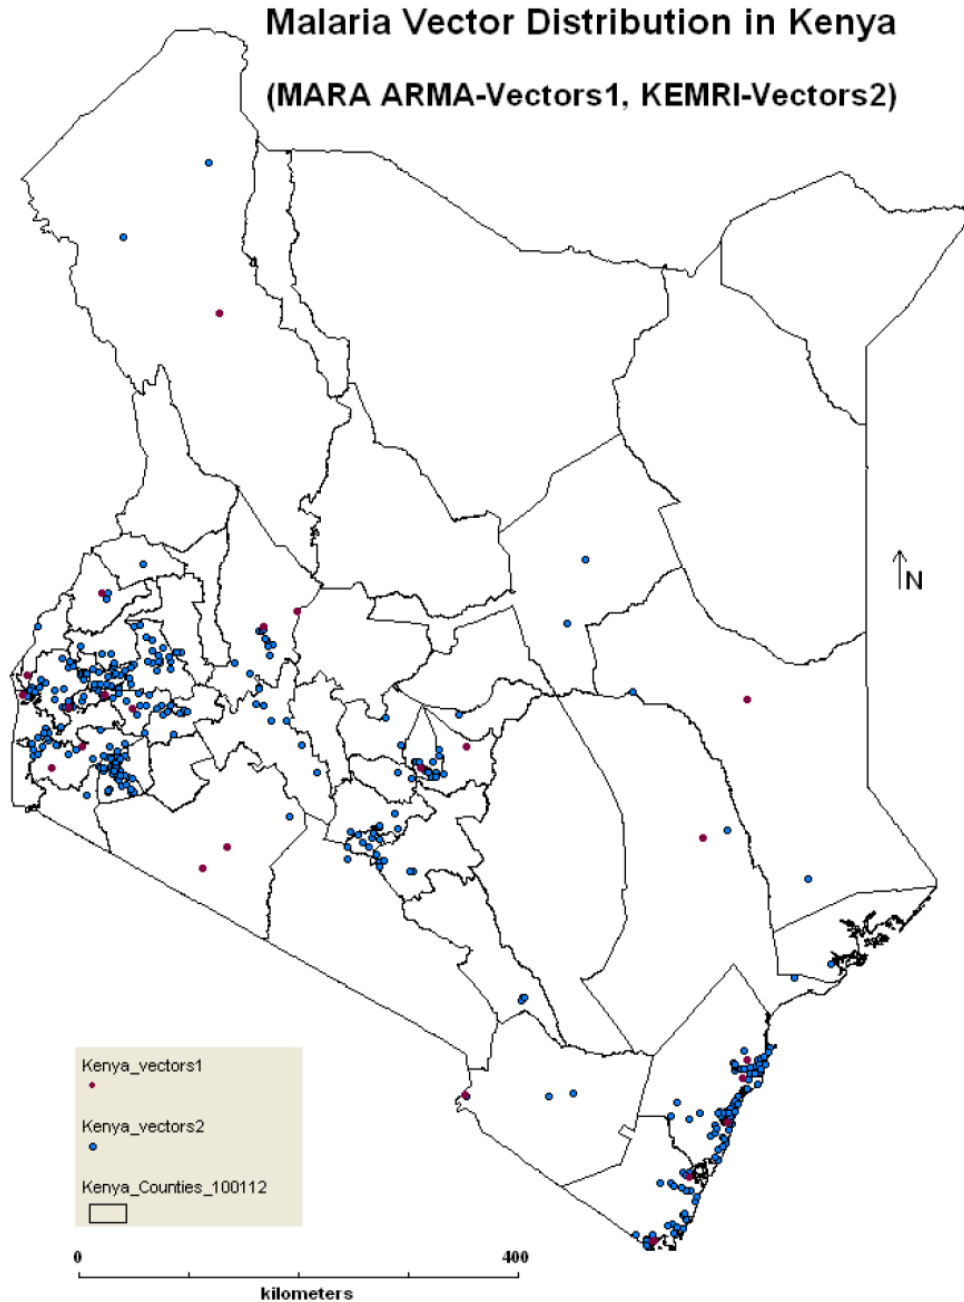 Malaria Vector Distribution in Kenya
(MARA ARMA-Vectors1, KEMRI-Vectors2)
N
Kenya_vectors1
Kenya_vectors2
Kenya_Counties_100112
0 400
kilometers